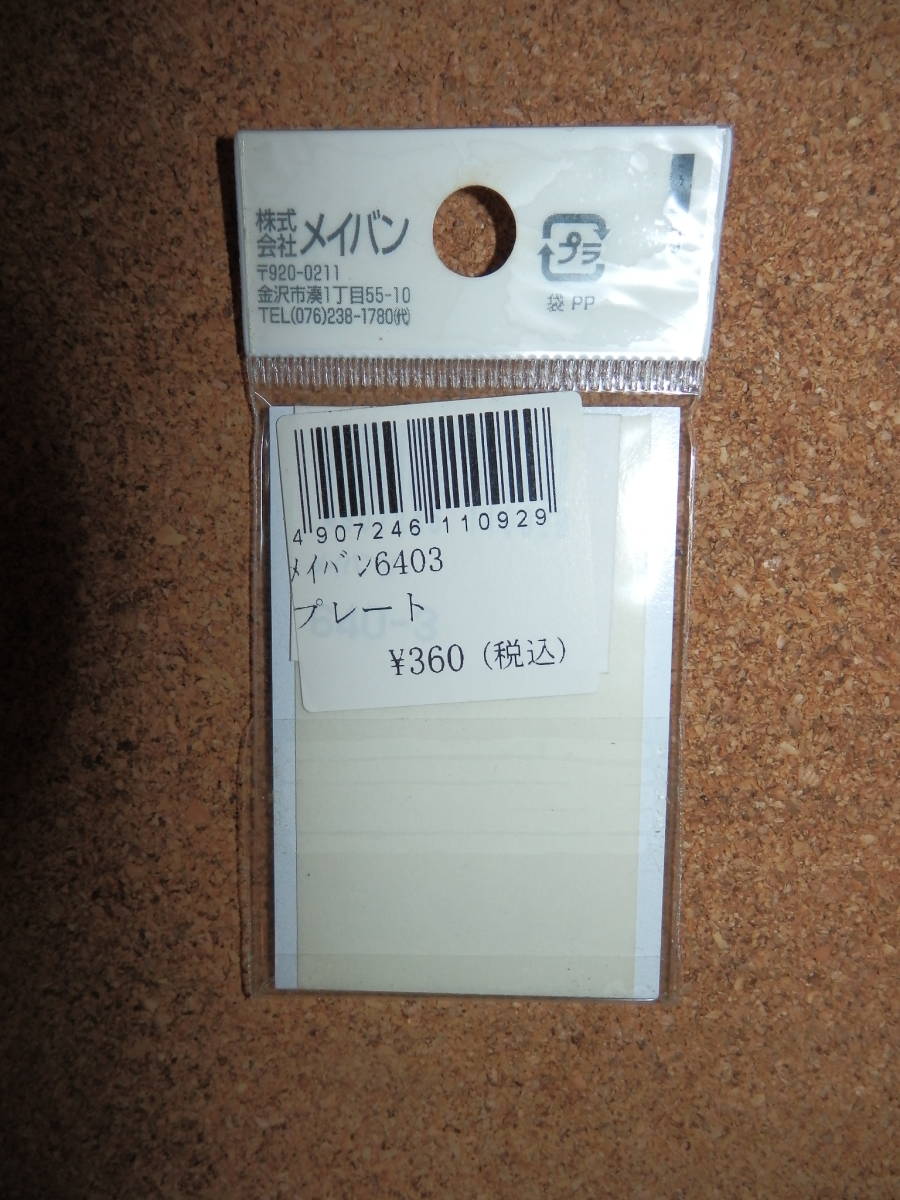 株式会社メイバン
〒920-0211
金沢市湊1丁目55-10
TEL(076)238-1780㈹
プラ
袋 PP
4 907246 110929
ﾒｲﾊﾞﾝ6403
プレート
640-3
¥360 (税込)